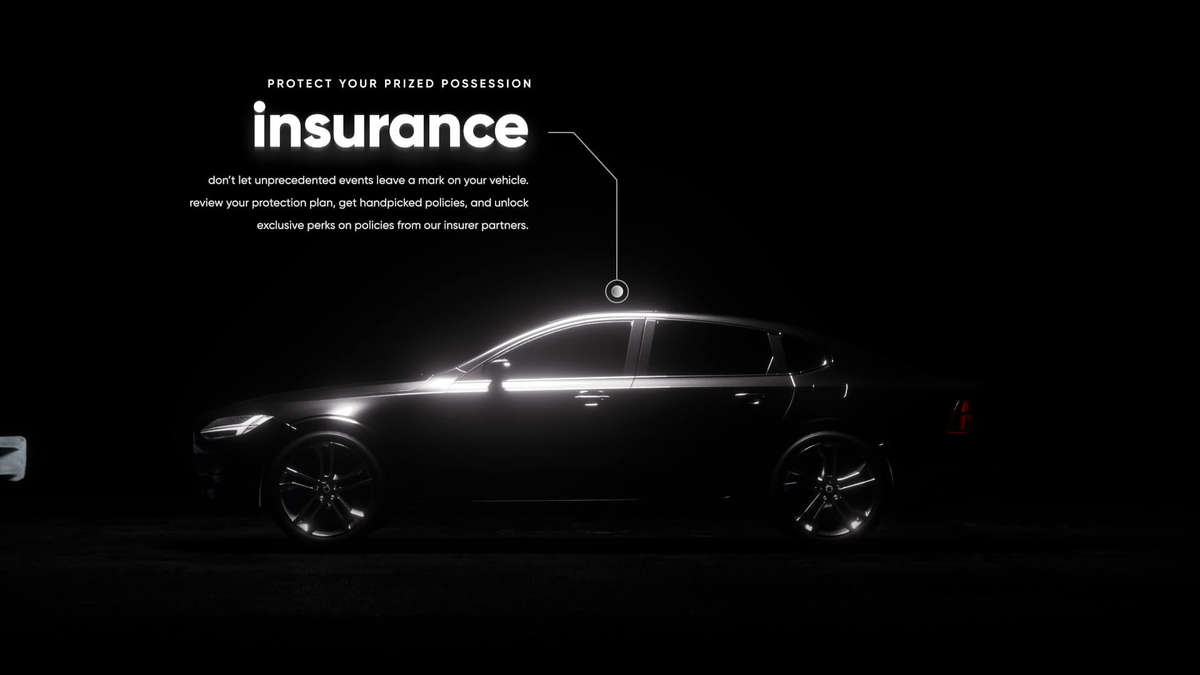 PROTECT YOUR PRIZED POSSESSION
insurance
don't let unprecedented events leave a mark on your vehicle.
review your protection plan, get handpicked policies, and unlock
exclusive perks on policies from our insurer partners.